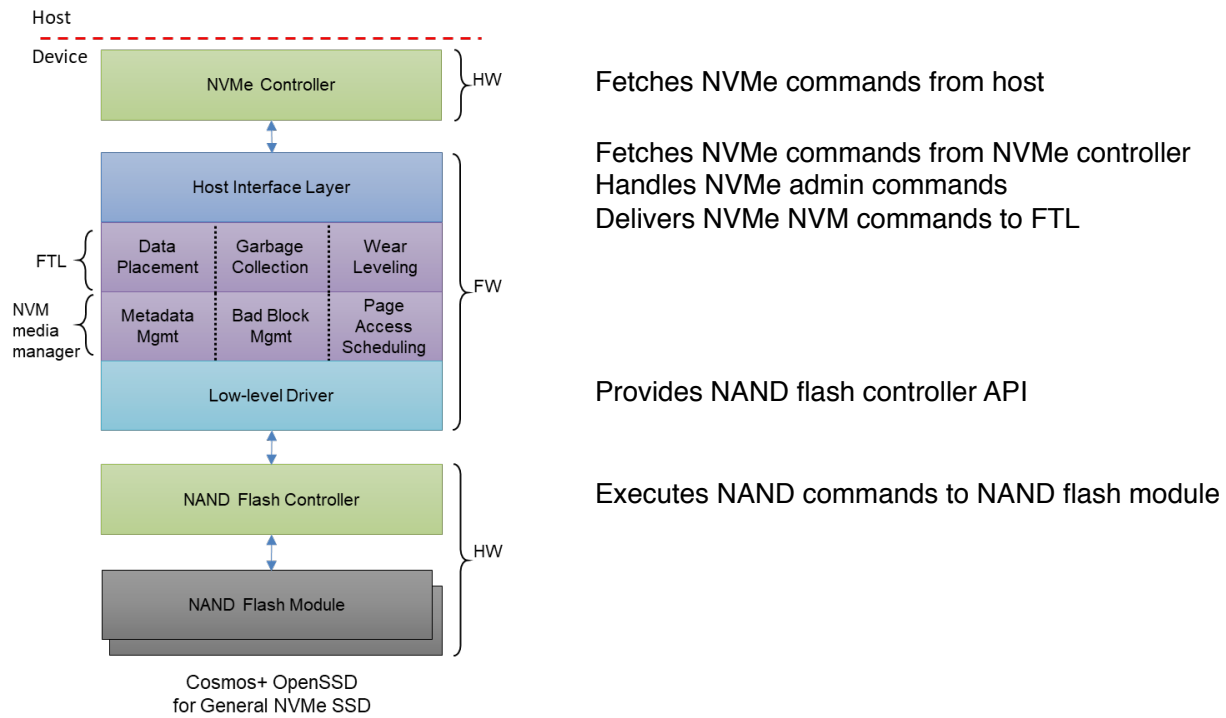 Host
Device
NVMe Controller
HW
Fetches NVMe commands from host
Host Interface Layer
Fetches NVMe commands from NVMe controller
Handles NVMe admin commands
Delivers NVMe NVM commands to FTL
FTL
Data
Placement
Garbage
Collection
Wear
Leveling
FW
NVM
media
manager
Metadata
Mgmt
Bad Block
Mgmt
Page
Access
Scheduling
Low-level Driver
Provides NAND flash controller API
NAND Flash Controller
Executes NAND commands to NAND flash module
HW
NAND Flash Module
Cosmos+ OpenSSD
for General NVMe SSD